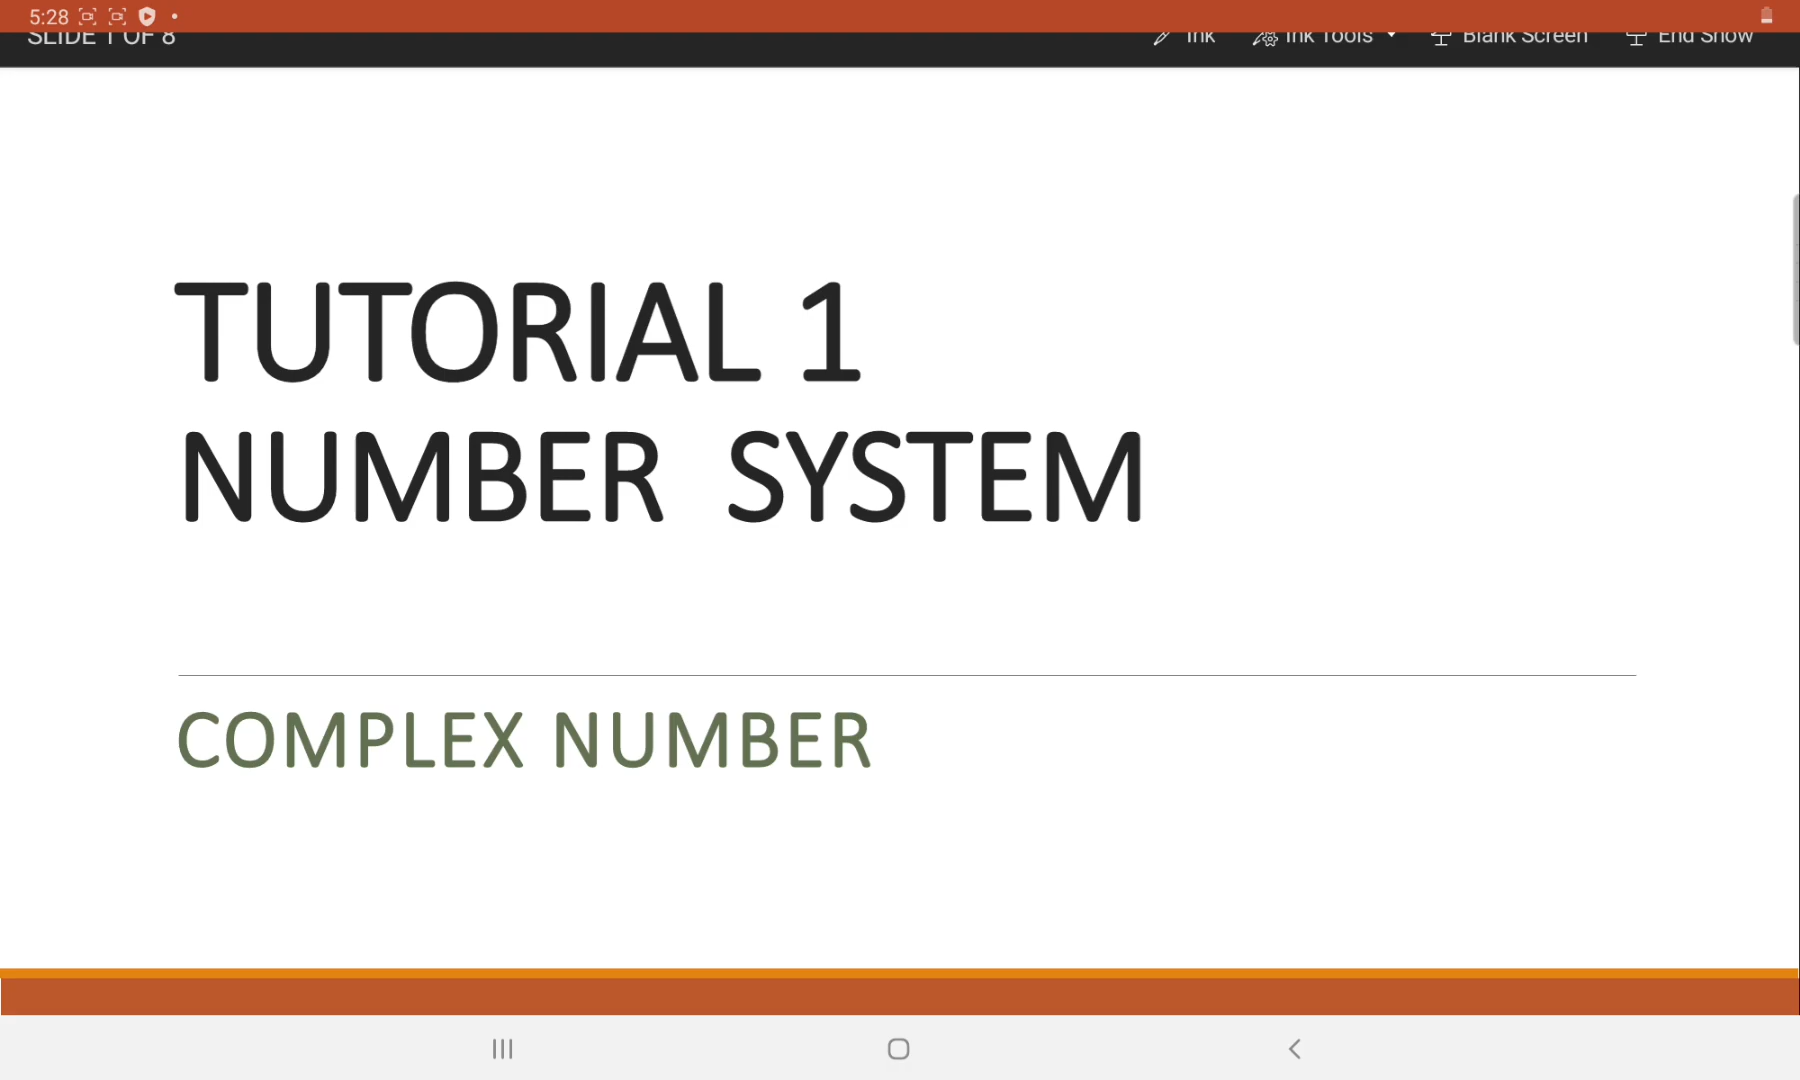 5:28
SLIDE 1 OF 8
Ink
Ink Tools
Blank Screen
End Show
TUTORIAL 1
NUMBER SYSTEM
COMPLEX NUMBER